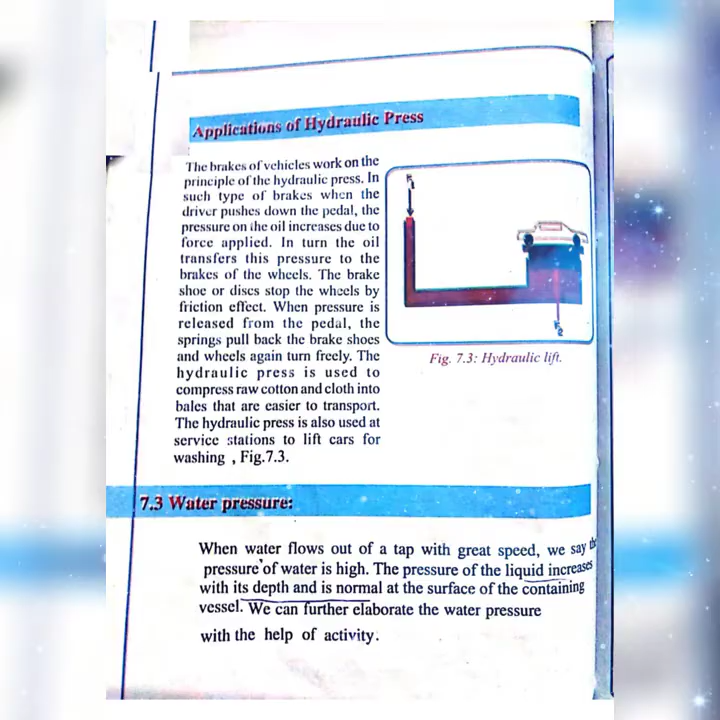 Applications of Hydraulic Press
The brakes of vehicles work on the
principle of the hydraulic press. In
such type of brakes when the
driver pushes down the pedal, the
pressure on the oil increases due to
force applied. In turn the oil
transfers this pressure to the
brakes of the wheels. The brake
shoe or discs stop the wheels by
friction effect. When pressure is
released from the pedal, the
springs pull back the brake shoes
and wheels again turn freely. The
hydraulic press is used to
compress raw cotton and cloth into
bales that are easier to transport.
The hydraulic press is also used at
service stations to lift cars for
washing , Fig.7.3.
F1
F2
Fig. 7.3: Hydraulic lift.
7.3 Water pressure:
When water flows out of a tap with great speed, we say the
pressure of water is high. The pressure of the liquid increases
with its depth and is normal at the surface of the containing
vessel. We can further elaborate the water pressure
with the help of activity.